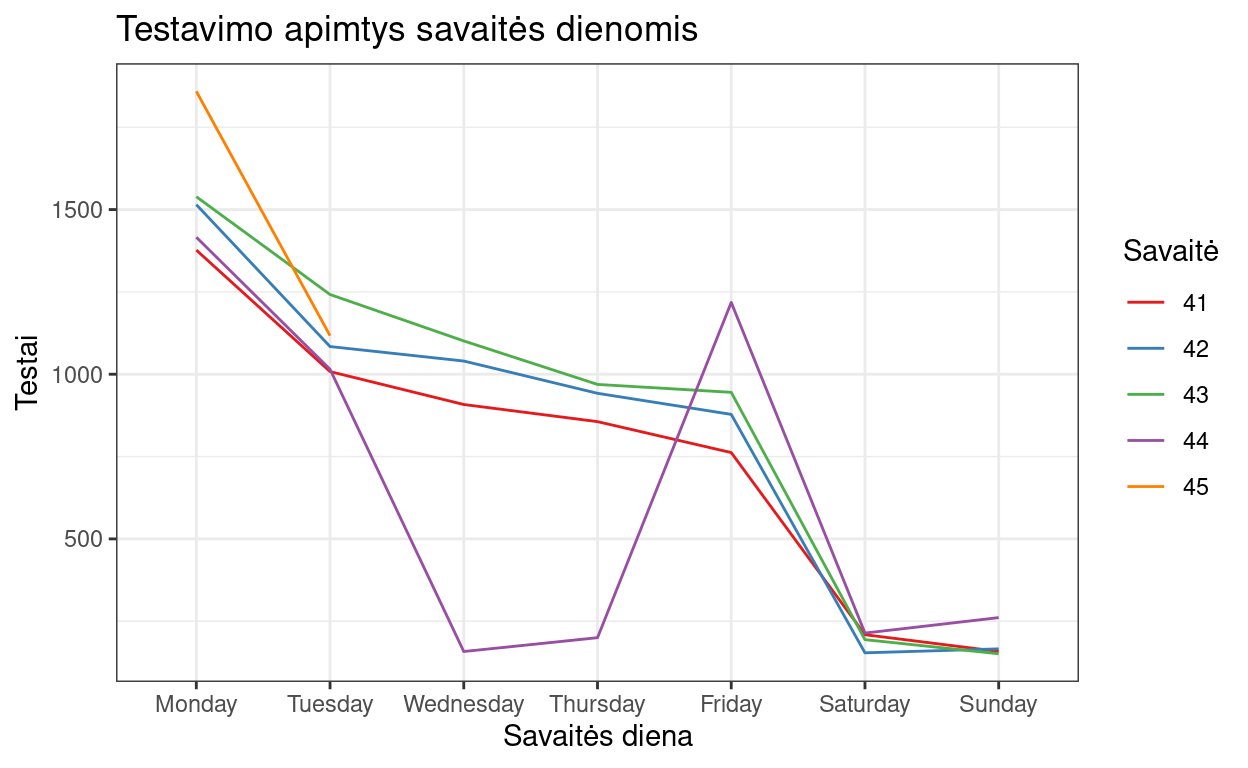 Testavimo apimtys savaitės dienomis
Testai
1500
1000
500
Monday Tuesday Wednesday Thursday Friday Saturday Sunday
Savaitės diena
Savaitė
41
42
43
44
45